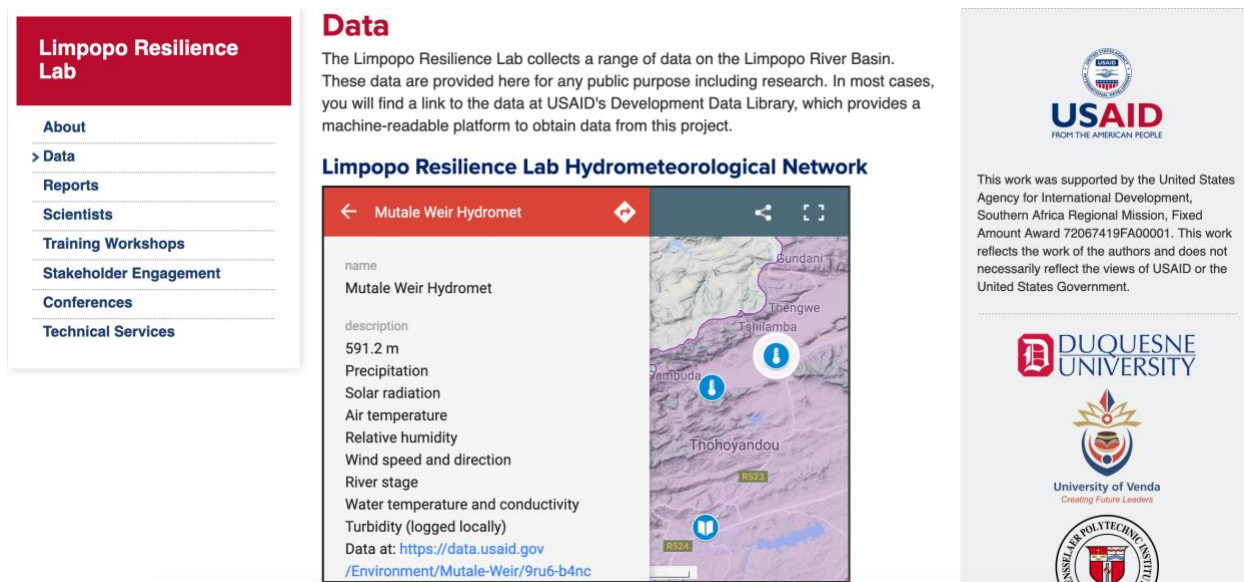 Limpopo Resilience
Lab
About
Data
Reports
Scientists
Training Workshops
Stakeholder Engagement
Conferences
Technical Services
Data
The Limpopo Resilience Lab collects a range of data on the Limpopo River Basin.
These data are provided here for any public purpose including research. In most cases,
you will find a link to the data at USAID's Development Data Library, which provides a
machine-readable platform to obtain data from this project.
Limpopo Resilience Lab Hydrometeorological Network
Mutale Weir Hydromet
name
Mutale Weir Hydromet
description
591.2 m
Precipitation
Solar radiation
Air temperature
Relative humidity
Wind speed and direction
River stage
Water temperature and conductivity
Turbidity (logged locally)
Data at: https://data.usaid.gov
/Environment/Mutale-Weir/9ru6-b4nc
Gundani
Thengwe
Tshilamba
Rambuda
Thohoyandou
R523
R524
USAID
USAID
FROM THE AMERICAN PEOPLE
This work was supported by the United States
Agency for International Development,
Southern Africa Regional Mission, Fixed
Amount Award 72067419FA00001. This work
reflects the work of the authors and does not
necessarily reflect the views of USAID or the
United States Government.
D
DUQUESNE
UNIVERSITY
University of Venda
Creating Future Leaders
POLYTECHNIC